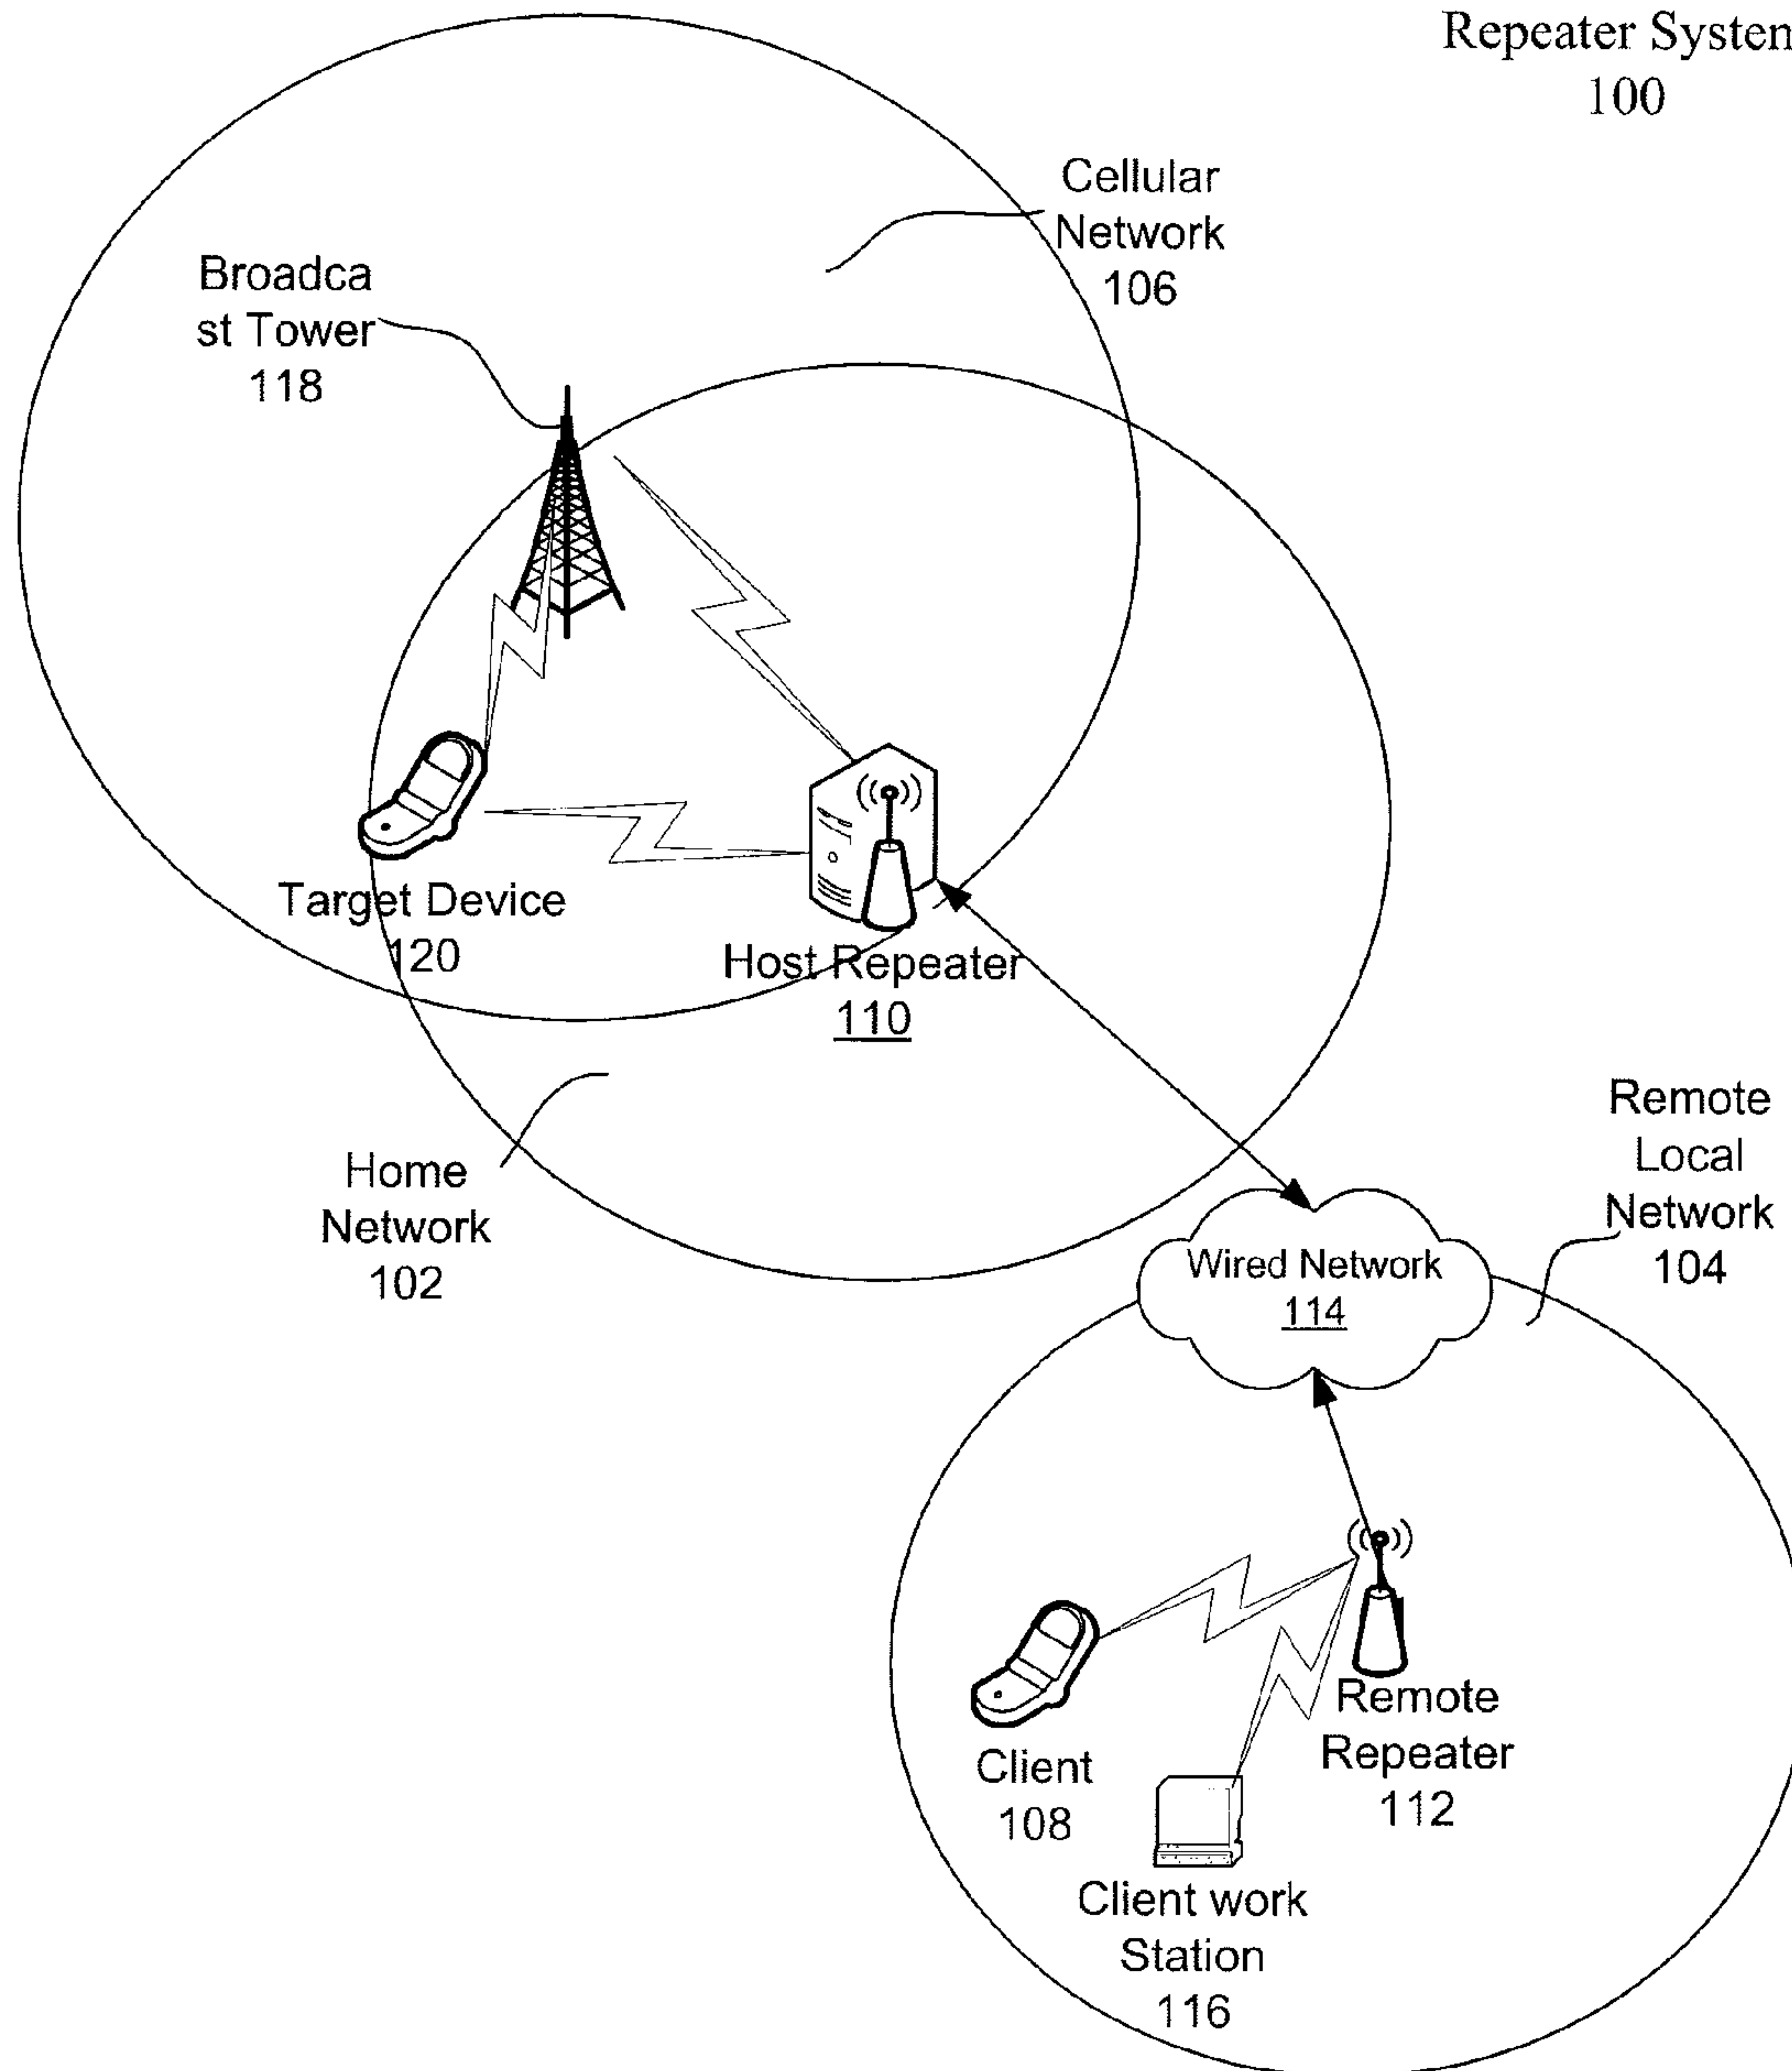 Repeater System
100
Cellular
Network
106
Broadca
st Tower
118
Target Device
120
Host Repeater
110
Home
Network
102
Remote
Local
Network
104
Wired Network
114
Client
108
Remote
Repeater
112
Client work
Station
116